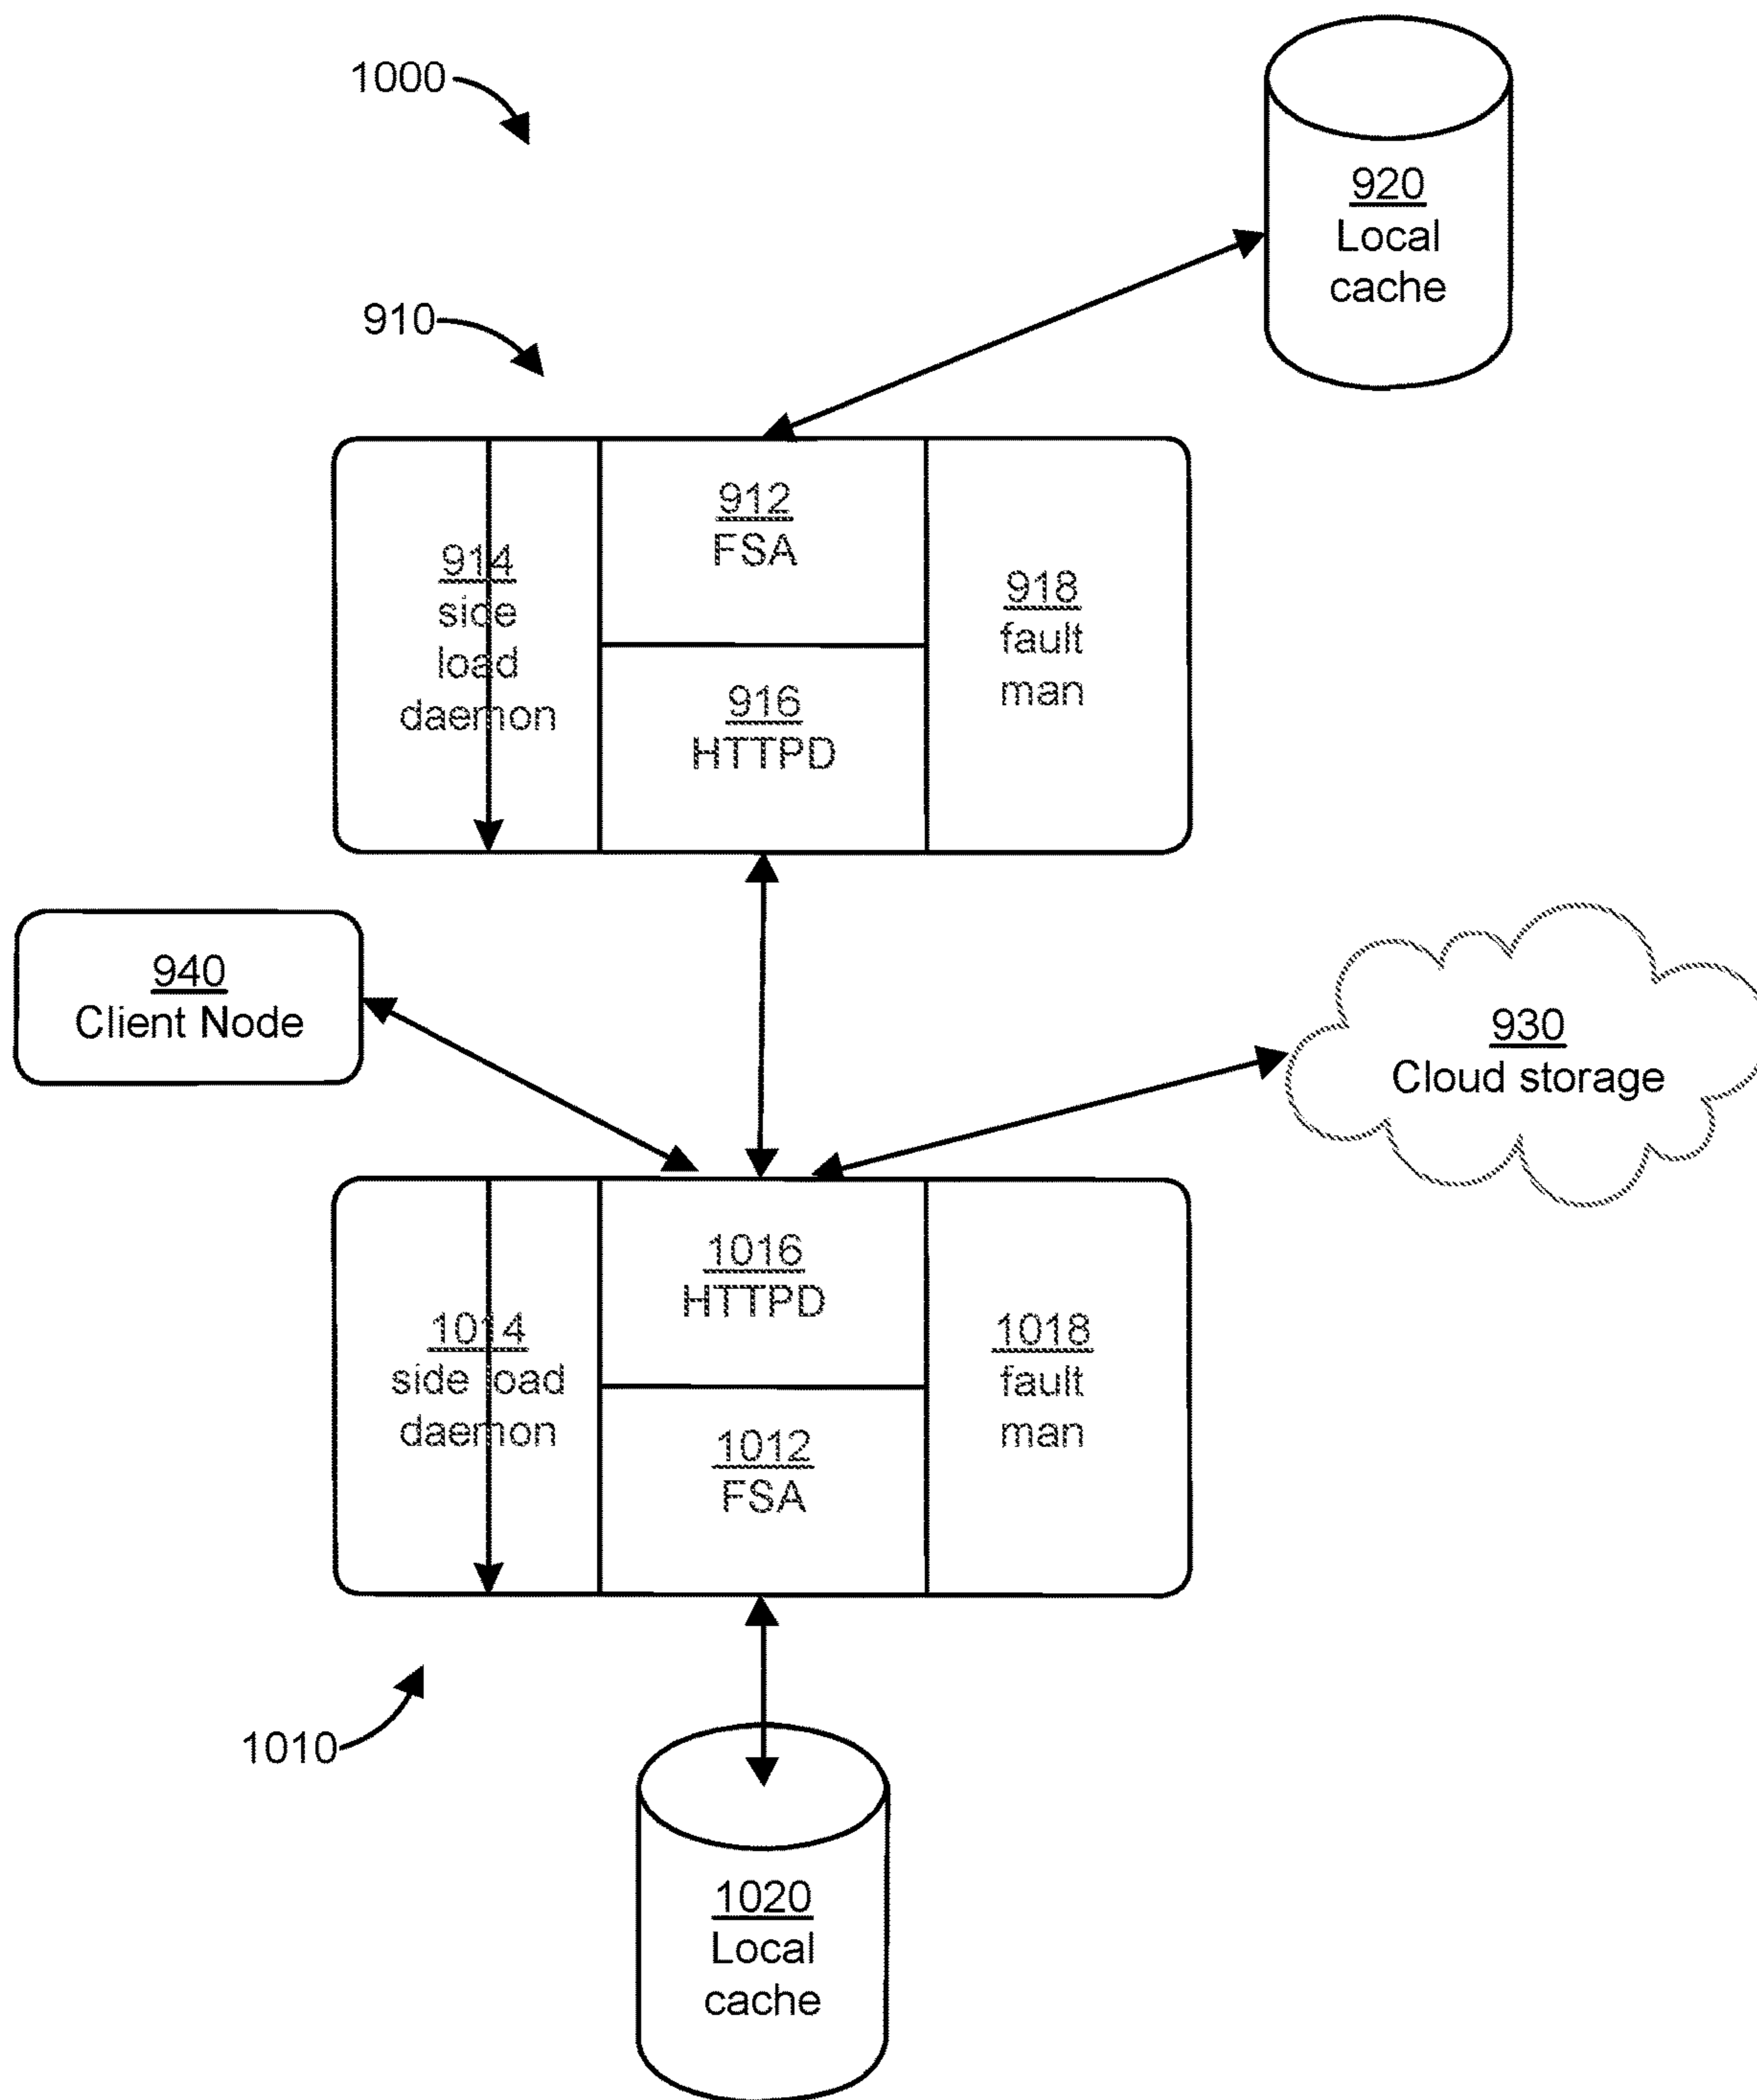 1000
920
Local
cache
910
912
FSA
914
side
load
daemon
918
fault
man
916
HTTPD
940
Client Node
930
Cloud storage
1016
HTTPD
1014
side load
daemon
1018
fault
man
1012
FSA
1010
1020
Local
cache